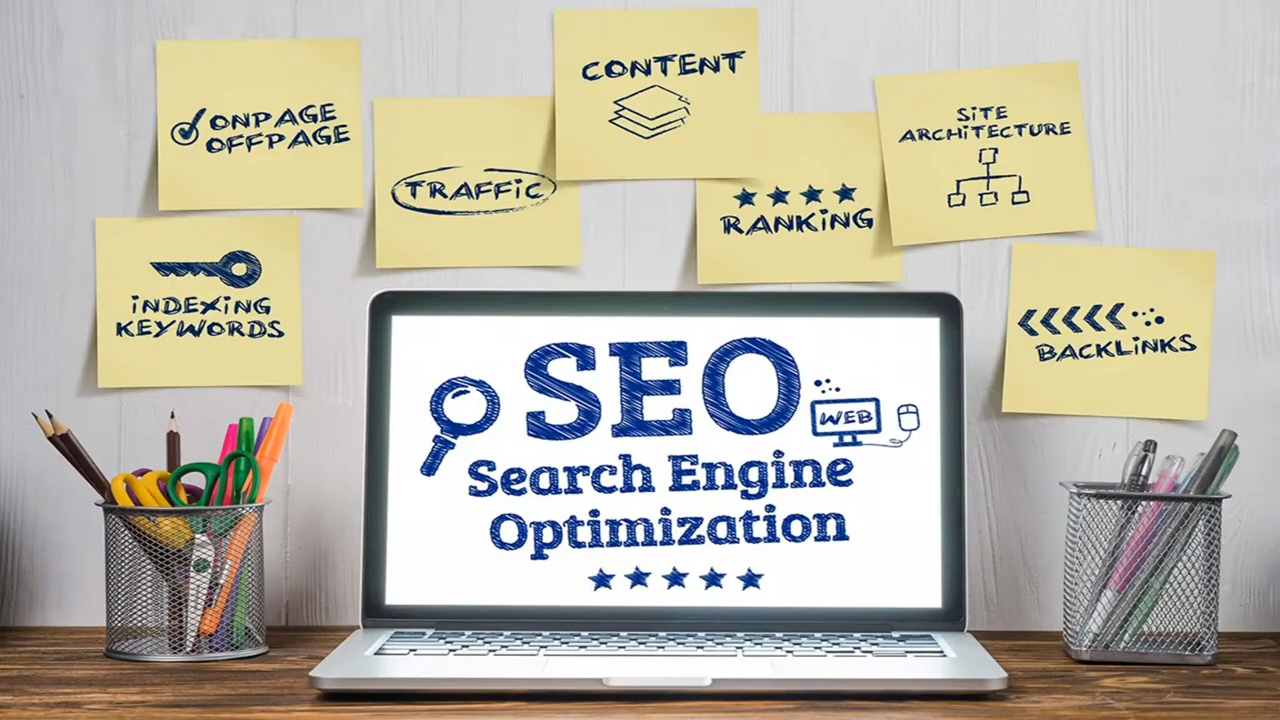 ONPAGE
OFFPAGE
TRAFFiC
CONTENT
RANKiNG
SiTE
ARCHiTECTURE
iNDEXiNG
KEYWORDS
BACKLiNKS
SEO
WEB
Search Engine
Optimization